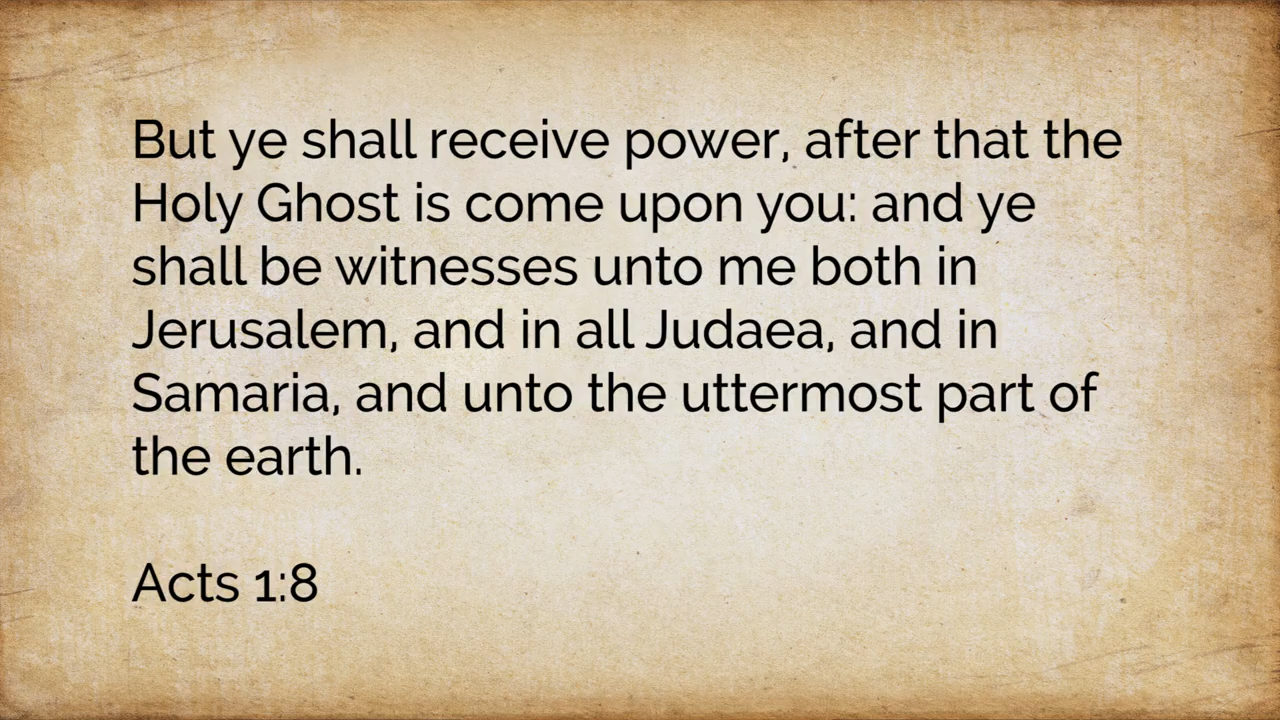 But ye shall receive power, after that the
Holy Ghost is come upon you: and ye
shall be witnesses unto me both in
Jerusalem, and in all Judaea, and in
Samaria, and unto the uttermost part of
the earth.
Acts 1:8